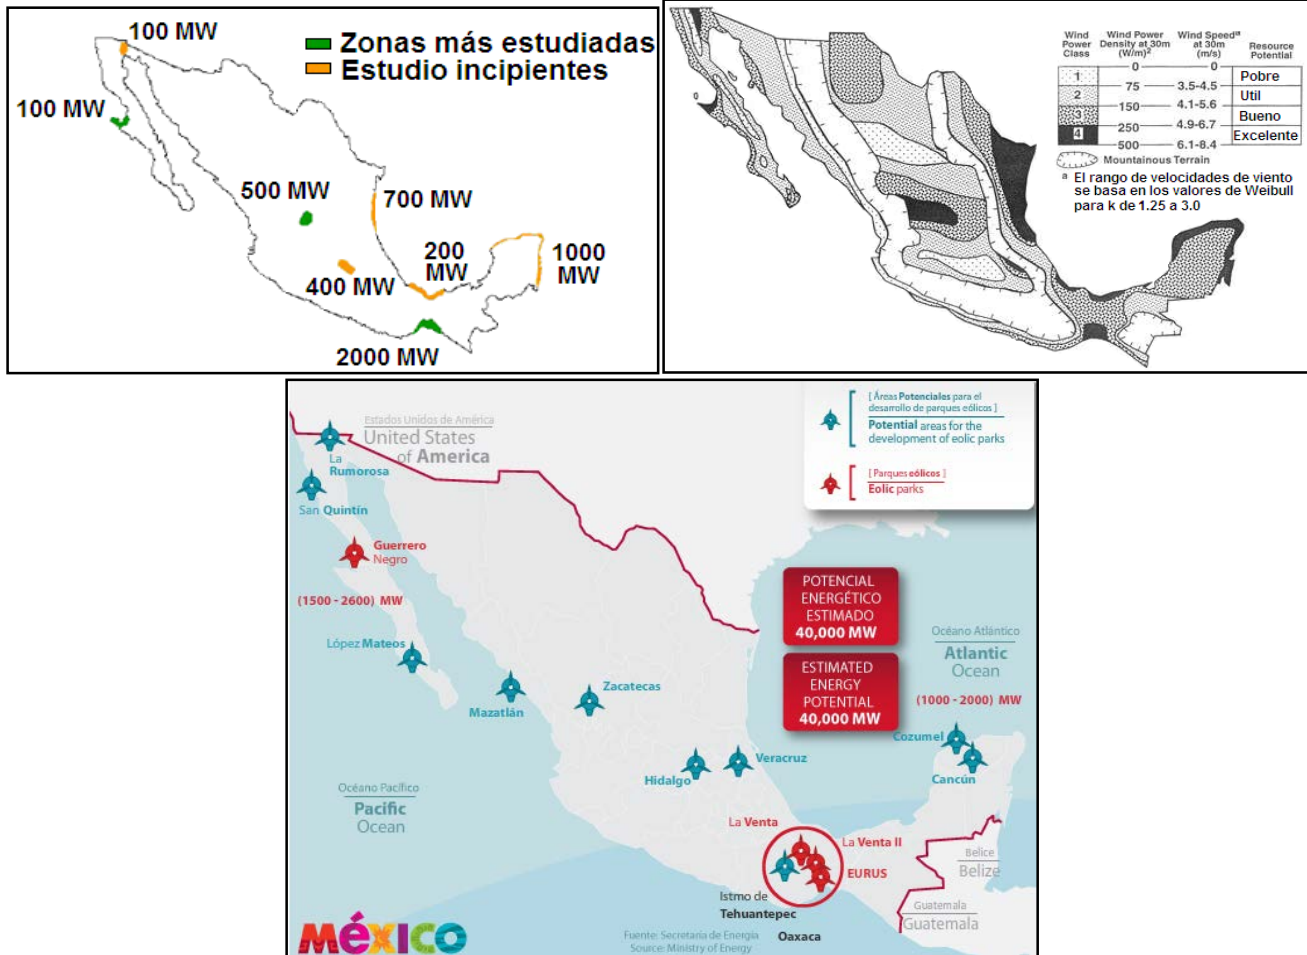 100 MW
Zonas más estudiadas
Estudio incipientes
100 MW
500 MW
700 MW
200
MW
1000
MW
400 MW
2000 MW
Wind
Power
Class
Wind Power
Density at 30m
(W/m)²
Wind Speedª
at 30m
(m/s)
Resource
Potential
0 0
1 Pobre
75 3.5-4.5
2 Util
150 4.1-5.6
3 Bueno
250 4.9-6.7
4 Excelente
500 6.1-8.4
Mountainous Terrain
ª El rango de velocidades de viento
se basa en los valores de Weibull
para k de 1.25 a 3.0
[ Áreas Potenciales para el
desarrollo de parques eólicos ]
Potential areas for the
development of eolic parks
[ Parques eólicos ]
Eolic parks
Estados Unidos de América
United States
of America
La
Rumorosa
San Quintín
Guerrero
Negro
(1500 - 2600) MW
López Mateos
Mazatlán
Zacatecas
POTENCIAL
ENERGÉTICO
ESTIMADO
40,000 MW
ESTIMATED
ENERGY
POTENTIAL
40,000 MW
Océano Atlántico
Atlantic
Ocean
(1000 - 2000) MW
Cozumel
Cancún
Hidalgo
Veracruz
Océano Pacífico
Pacific
Ocean
La Venta
La Venta II
EURUS
Istmo de
Tehuantepec
Oaxaca
Belice
Belize
Guatemala
Guatemala
México
Fuente: Secretaría de Energía
Source: Ministry of Energy